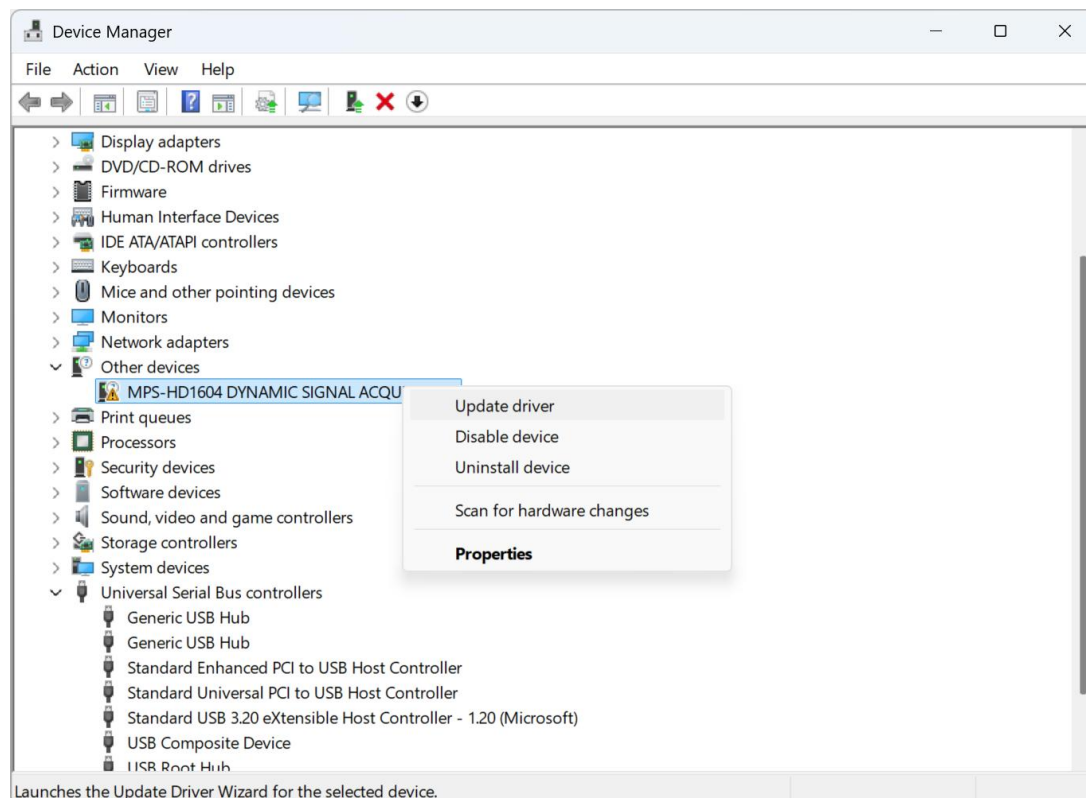 Device Manager
File Action View Help
Display adapters
DVD/CD-ROM drives
Firmware
Human Interface Devices
IDE ATA/ATAPI controllers
Keyboards
Mice and other pointing devices
Monitors
Network adapters
Other devices
MPS-HD1604 DYNAMIC SIGNAL ACQU
Print queues
Processors
Security devices
Software devices
Sound, video and game controllers
Storage controllers
System devices
Universal Serial Bus controllers
Generic USB Hub
Generic USB Hub
Standard Enhanced PCI to USB Host Controller
Standard Universal PCI to USB Host Controller
Standard USB 3.20 eXtensible Host Controller - 1.20 (Microsoft)
USB Composite Device
USB Root Hub
Update driver
Disable device
Uninstall device
Scan for hardware changes
Properties
Launches the Update Driver Wizard for the selected device.